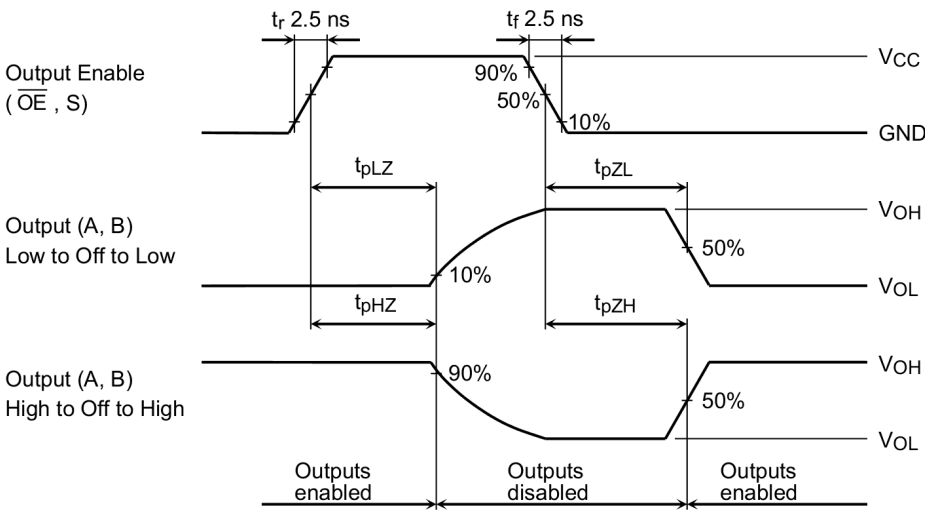 tr 2.5 ns
tf 2.5 ns
Output Enable
( OE , S)
90%
50%
10%
VCC
GND
tpLZ
tpZL
Output (A, B)
Low to Off to Low
10%
50%
VOH
VOL
tpHZ
tpZH
Output (A, B)
High to Off to High
90%
50%
VOH
VOL
Outputs
enabled
Outputs
disabled
Outputs
enabled